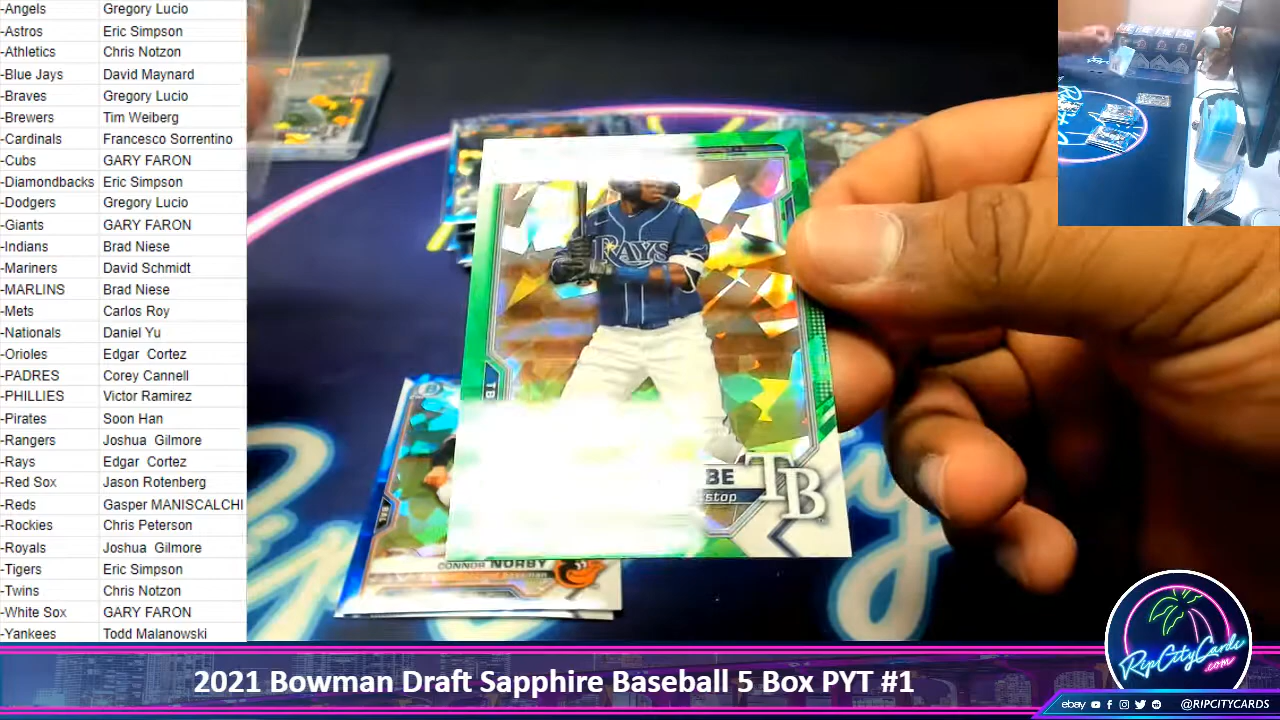 -Angels Gregory Lucio
-Astros Eric Simpson
-Athletics Chris Notzon
-Blue Jays David Maynard
-Braves Gregory Lucio
-Brewers Tim Weiberg
-Cardinals Francesco Sorrentino
-Cubs GARY FARON
-Diamondbacks Eric Simpson
-Dodgers Gregory Lucio
-Giants GARY FARON
-Indians Brad Niese
-Mariners David Schmidt
-MARLINS Brad Niese
-Mets Carlos Roy
-Nationals Daniel Yu
-Orioles Edgar Cortez
-PADRES Corey Cannell
-PHILLIES Victor Ramirez
-Pirates Soon Han
-Rangers Joshua Gilmore
-Rays Edgar Cortez
-Red Sox Jason Rotenberg
-Reds Gasper MANISCALCHI
-Rockies Chris Peterson
-Royals Joshua Gilmore
-Tigers Eric Simpson
-Twins Chris Notzon
-White Sox GARY FARON
-Yankees Todd Malanowski
RAYS
TB
BE
tstop
TB
CONNOR NORBY
RipCityCards
.com
2021 Bowman Draft Sapphire Baseball 5 Box PYT #1
ebay @RIPCITYCARDS